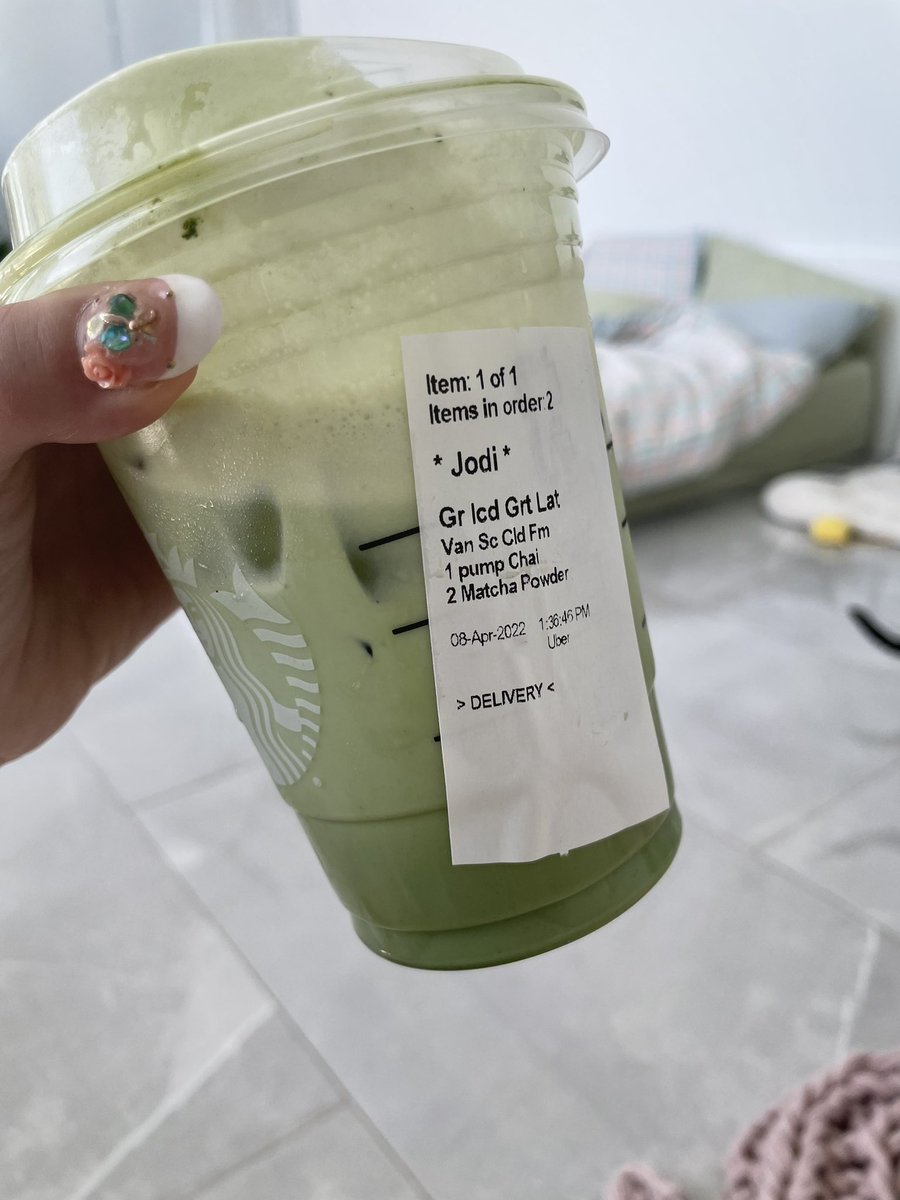 Item: 1 of 1
Items in order:2
* Jodi *
Gr Icd Grt Lat
Van Sc Cld Fm
1 pump Chai
2 Matcha Powder
08-Apr-2022 1:36:46 PM
Uber
> DELIVERY <